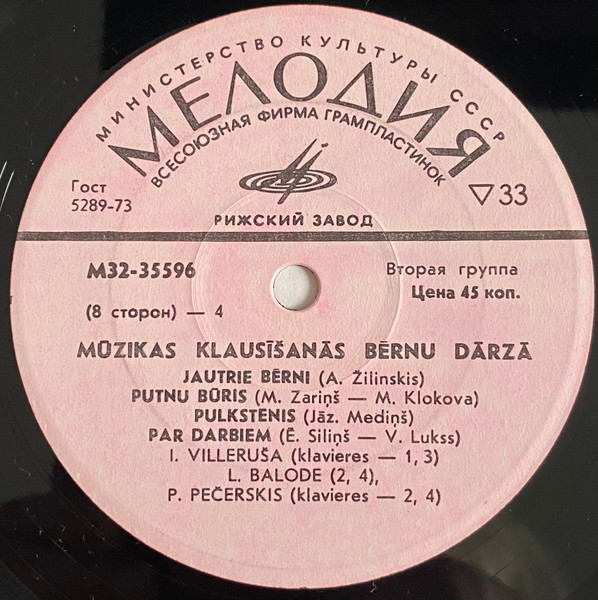 МИНИСТЕРСТВО КУЛЬТУРЫ СССР
МЕЛОДИЯ
ВСЕСОЮЗНАЯ ФИРМА ГРАМПЛАСТИНОК
Гост
5289-73
▽33
РИЖСКИЙ ЗАВОД
М32-35596
Вторая группа
(8 сторон) — 4
Цена 45 коп.
MŪZIKAS KLAUSĪŠANĀS BĒRNU DĀRZĀ
JAUTRIE BĒRNI (A. Žilinskis)
PUTNU BŪRIS (M. Zariņš — M. Klokova)
PULKSTENIS (Jāz. Mediņš)
PAR DARBIEM (Ē. Siliņš — V. Lukss)
I. VILLERUŠA (klavieres — 1, 3)
L. BALODE (2, 4),
P. PEČERSKIS (klavieres — 2, 4)